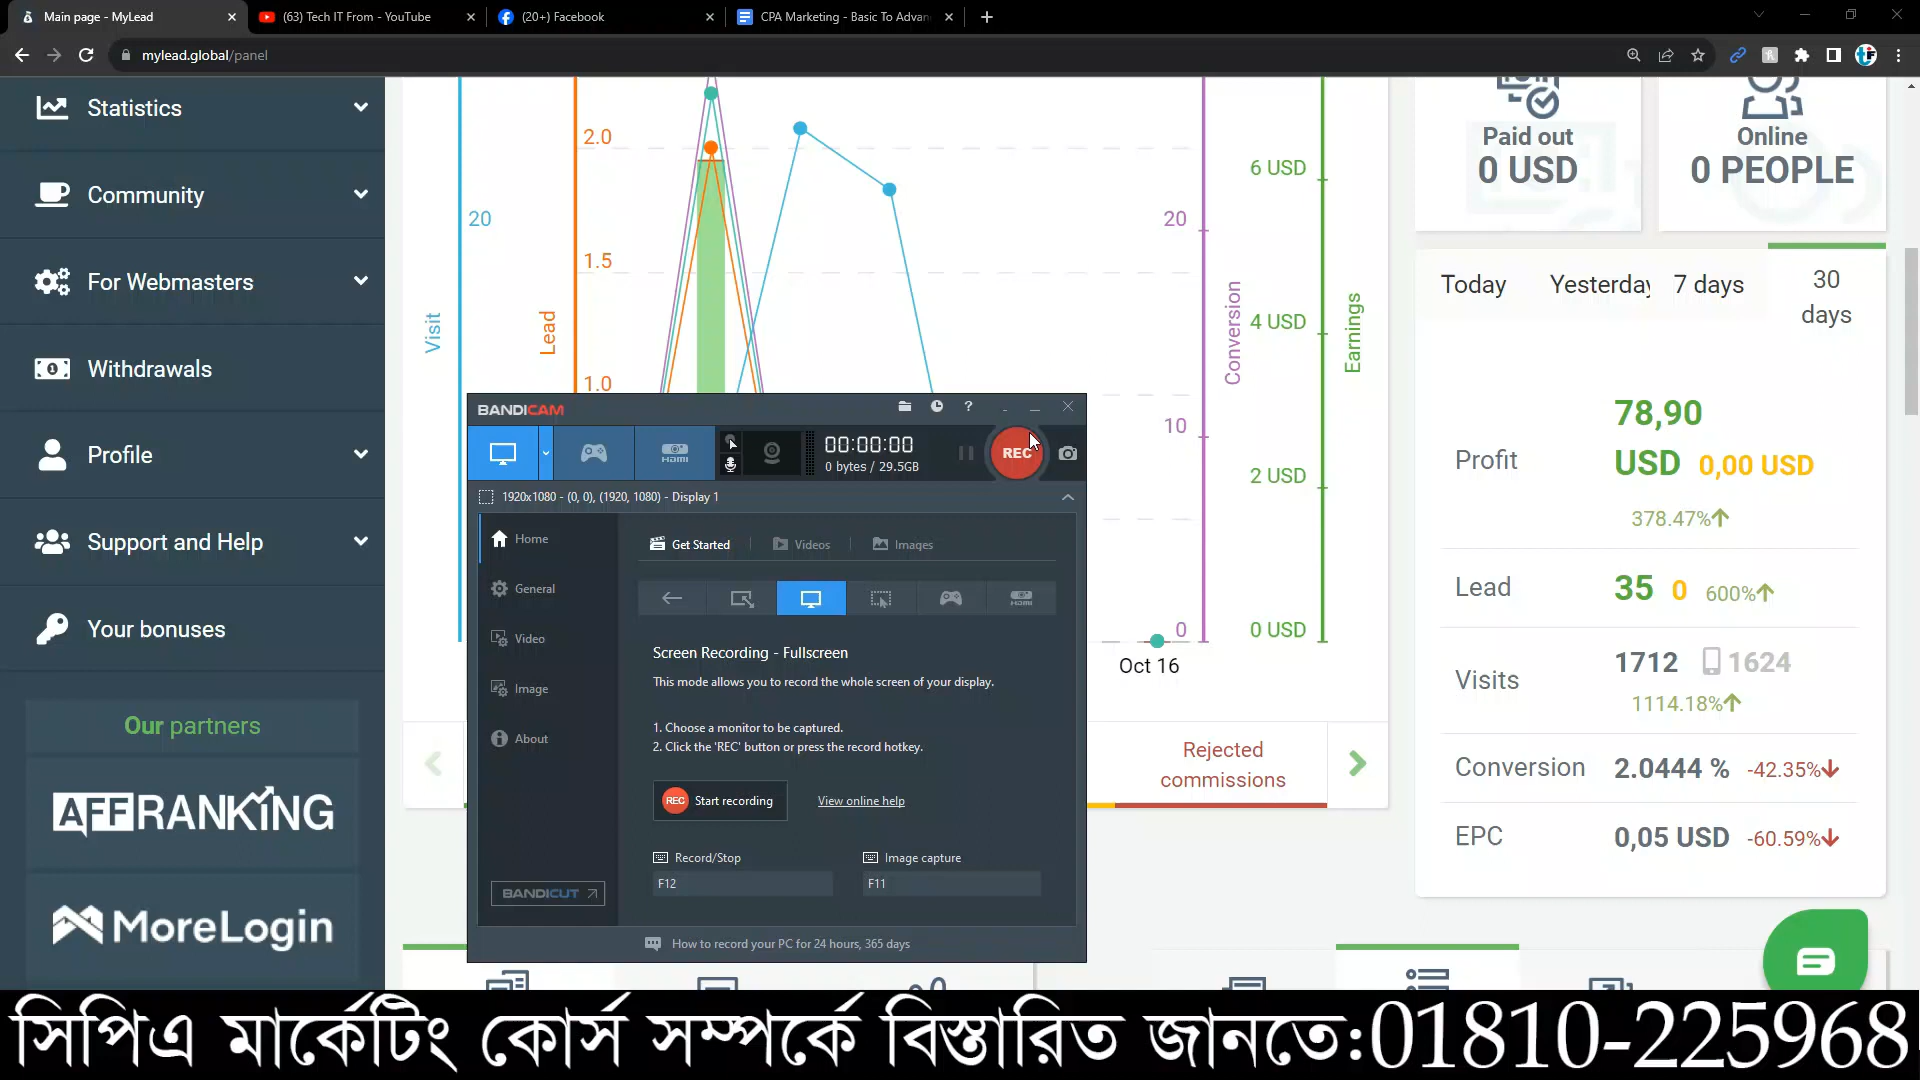 Main page - MyLead
(63) Tech IT From - YouTube
(20+) Facebook
CPA Marketing - Basic To Advan
mylead.global/panel
Statistics
Community
For Webmasters
Withdrawals
Profile
Support and Help
Your bonuses
Our partners
AFFRANKING
MoreLogin
Visit
20
Lead
2.0
1.5
1.0
20
10
0
Conversion
6 USD
4 USD
2 USD
0 USD
Earnings
Oct 16
Rejected
commissions
BANDICAM
?
HDMI
00:00:00
0 bytes / 29.5GB
REC
1920x1080 - (0, 0), (1920, 1080) - Display 1
Home
General
Video
Image
About
BANDICUT
Get Started
Videos
Images
HDMI
Screen Recording - Fullscreen
This mode allows you to record the whole screen of your display.
1. Choose a monitor to be captured.
2. Click the 'REC' button or press the record hotkey.
REC Start recording
View online help
Record/Stop
F12
Image capture
F11
How to record your PC for 24 hours, 365 days
Paid out
0 USD
Online
0 PEOPLE
Today
Yesterday
7 days
30
days
Profit
78,90
USD 0,00 USD
378.47%
Lead
35 0 600%
Visits
1712 1624
1114.18%
Conversion
2.0444 % -42.35%
EPC
0,05 USD -60.59%
সিপিএ মার্কেটিং কোর্স সম্পর্কে বিস্তারিত জানতেঃ01810-225968